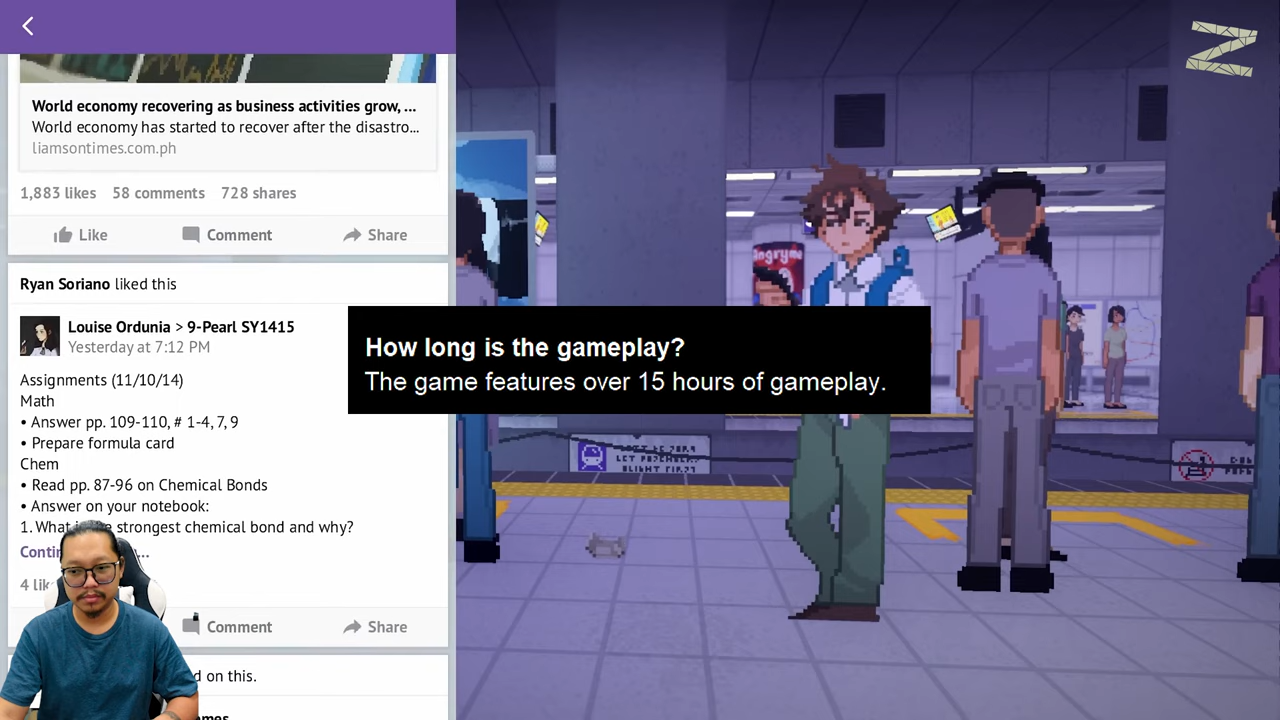 World economy recovering as business activities grow, ...
World economy has started to recover after the disastro...
liamsontimes.com.ph
1,883 likes 58 comments 728 shares
Like Comment Share
Ryan Soriano liked this
Louise Ordunia > 9-Pearl SY1415
Yesterday at 7:12 PM
Assignments (11/10/14)
Math
• Answer pp. 109-110, # 1-4, 7, 9
• Prepare formula card
Chem
• Read pp. 87-96 on Chemical Bonds
• Answer on your notebook:
1. What strongest chemical bond and why?
4
Comment Share
on this.
How long is the gameplay?
The game features over 15 hours of gameplay.
angryme
Z